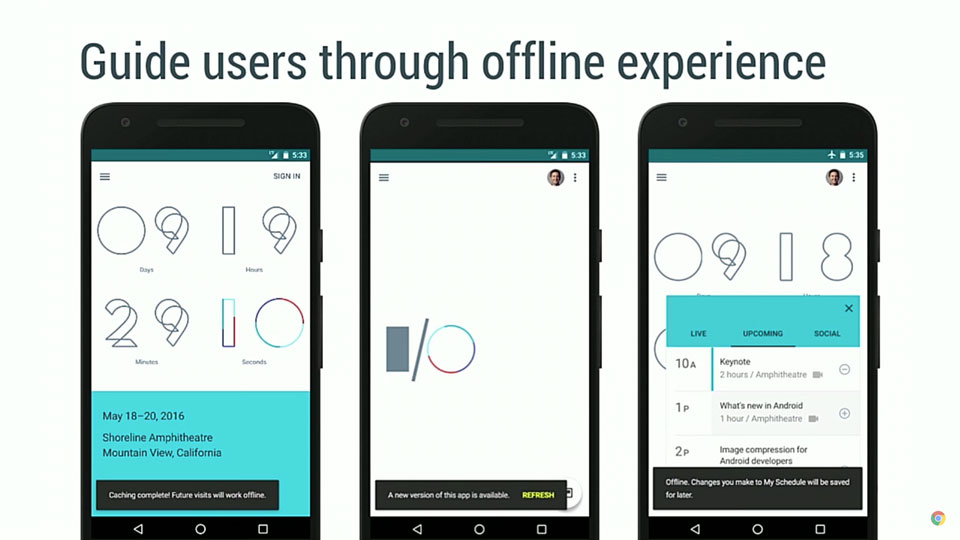 Guide users through offline experience
5:33
SIGN IN
09 19
Days Hours
29 10
Minutes Seconds
May 18–20, 2016
Shoreline Amphitheatre
Mountain View, California
Caching complete! Future visits will work offline.
5:33
I/O
A new version of this app is available. REFRESH
5:35
09 18
LIVE UPCOMING SOCIAL
10A Keynote
2 hours / Amphitheatre
1P What's new in Android
1 hour / Amphitheatre
2P Image compression for
Android developers
Offline. Changes you make to My Schedule will be saved
for later.